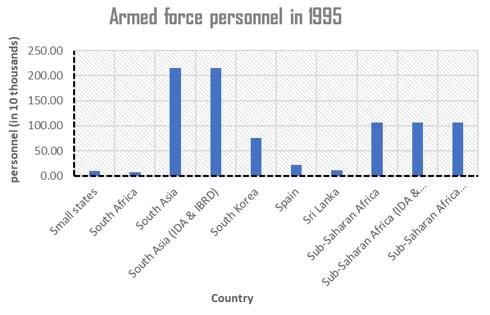 Armed force personnel in 1995
personnel (in 10 thousands)
250.00
200.00
150.00
100.00
50.00
0.00
Small states
South Africa
South Asia
South Asia (IDA & IBRD)
South Korea
Spain
Sri Lanka
Sub-Saharan Africa
Sub-Saharan Africa (IDA &...
Sub-Saharan Africa...
Country